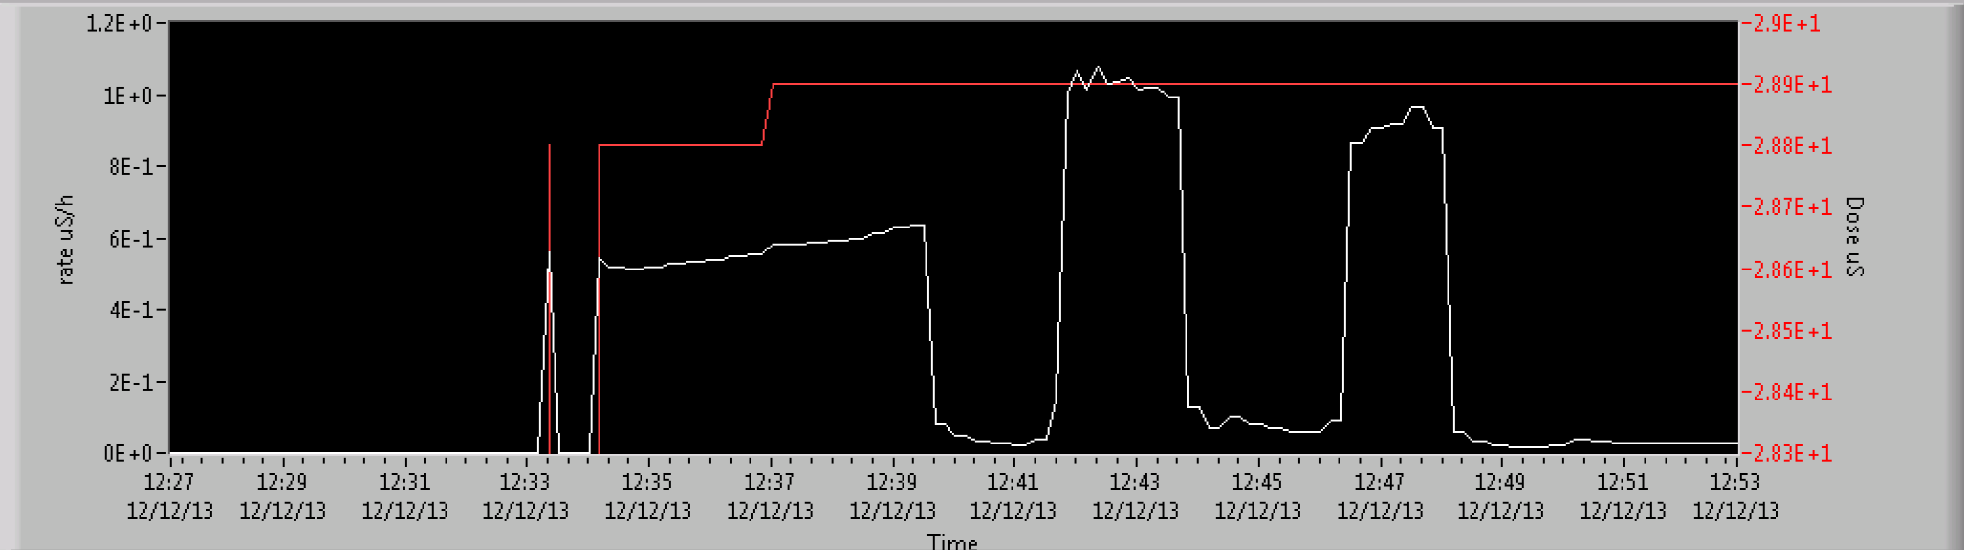 1.2E+0
1E+0
8E-1
6E-1
4E-1
2E-1
0E+0
rate uS/h
2.9E+1
2.89E+1
2.88E+1
2.87E+1
2.86E+1
2.85E+1
2.84E+1
2.83E+1
Dose uS
12:27 12:29 12:31 12:33 12:35 12:37 12:39 12:41 12:43 12:45 12:47 12:49 12:51 12:53
12/12/13 12/12/13 12/12/13 12/12/13 12/12/13 12/12/13 12/12/13 12/12/13 12/12/13 12/12/13 12/12/13 12/12/13 12/12/13 12/12/13
Time